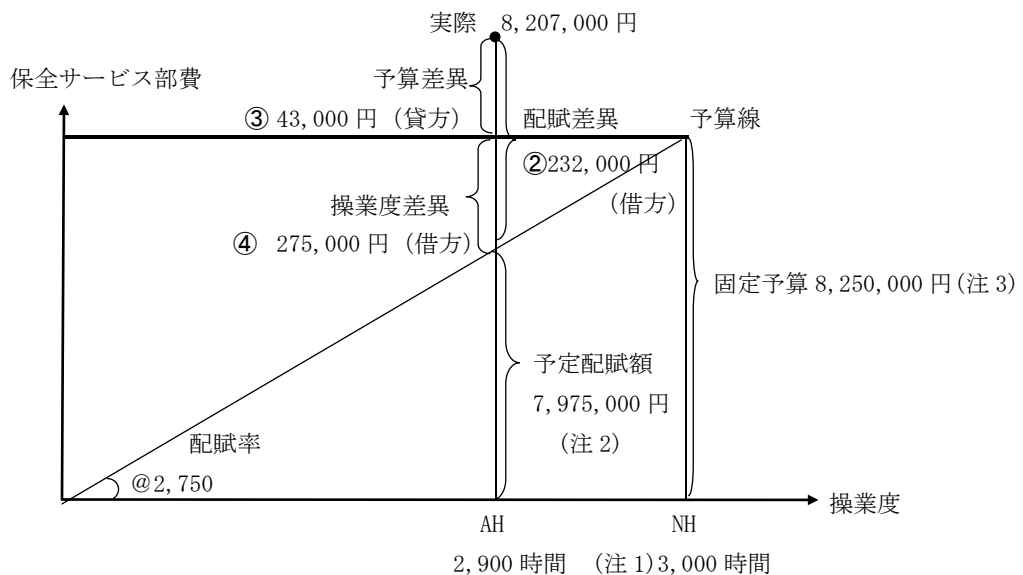 実際 8,207,000 円
保全サービス部費
予算差異
③ 43,000 円 (貸方)
配賦差異
予算線
②232,000 円
(借方)
操業度差異
④ 275,000 円 (借方)
固定予算 8,250,000 円(注 3)
予定配賦額
7,975,000 円
(注 2)
配賦率
@2,750
操業度
AH
NH
2,900 時間 (注 1)3,000 時間